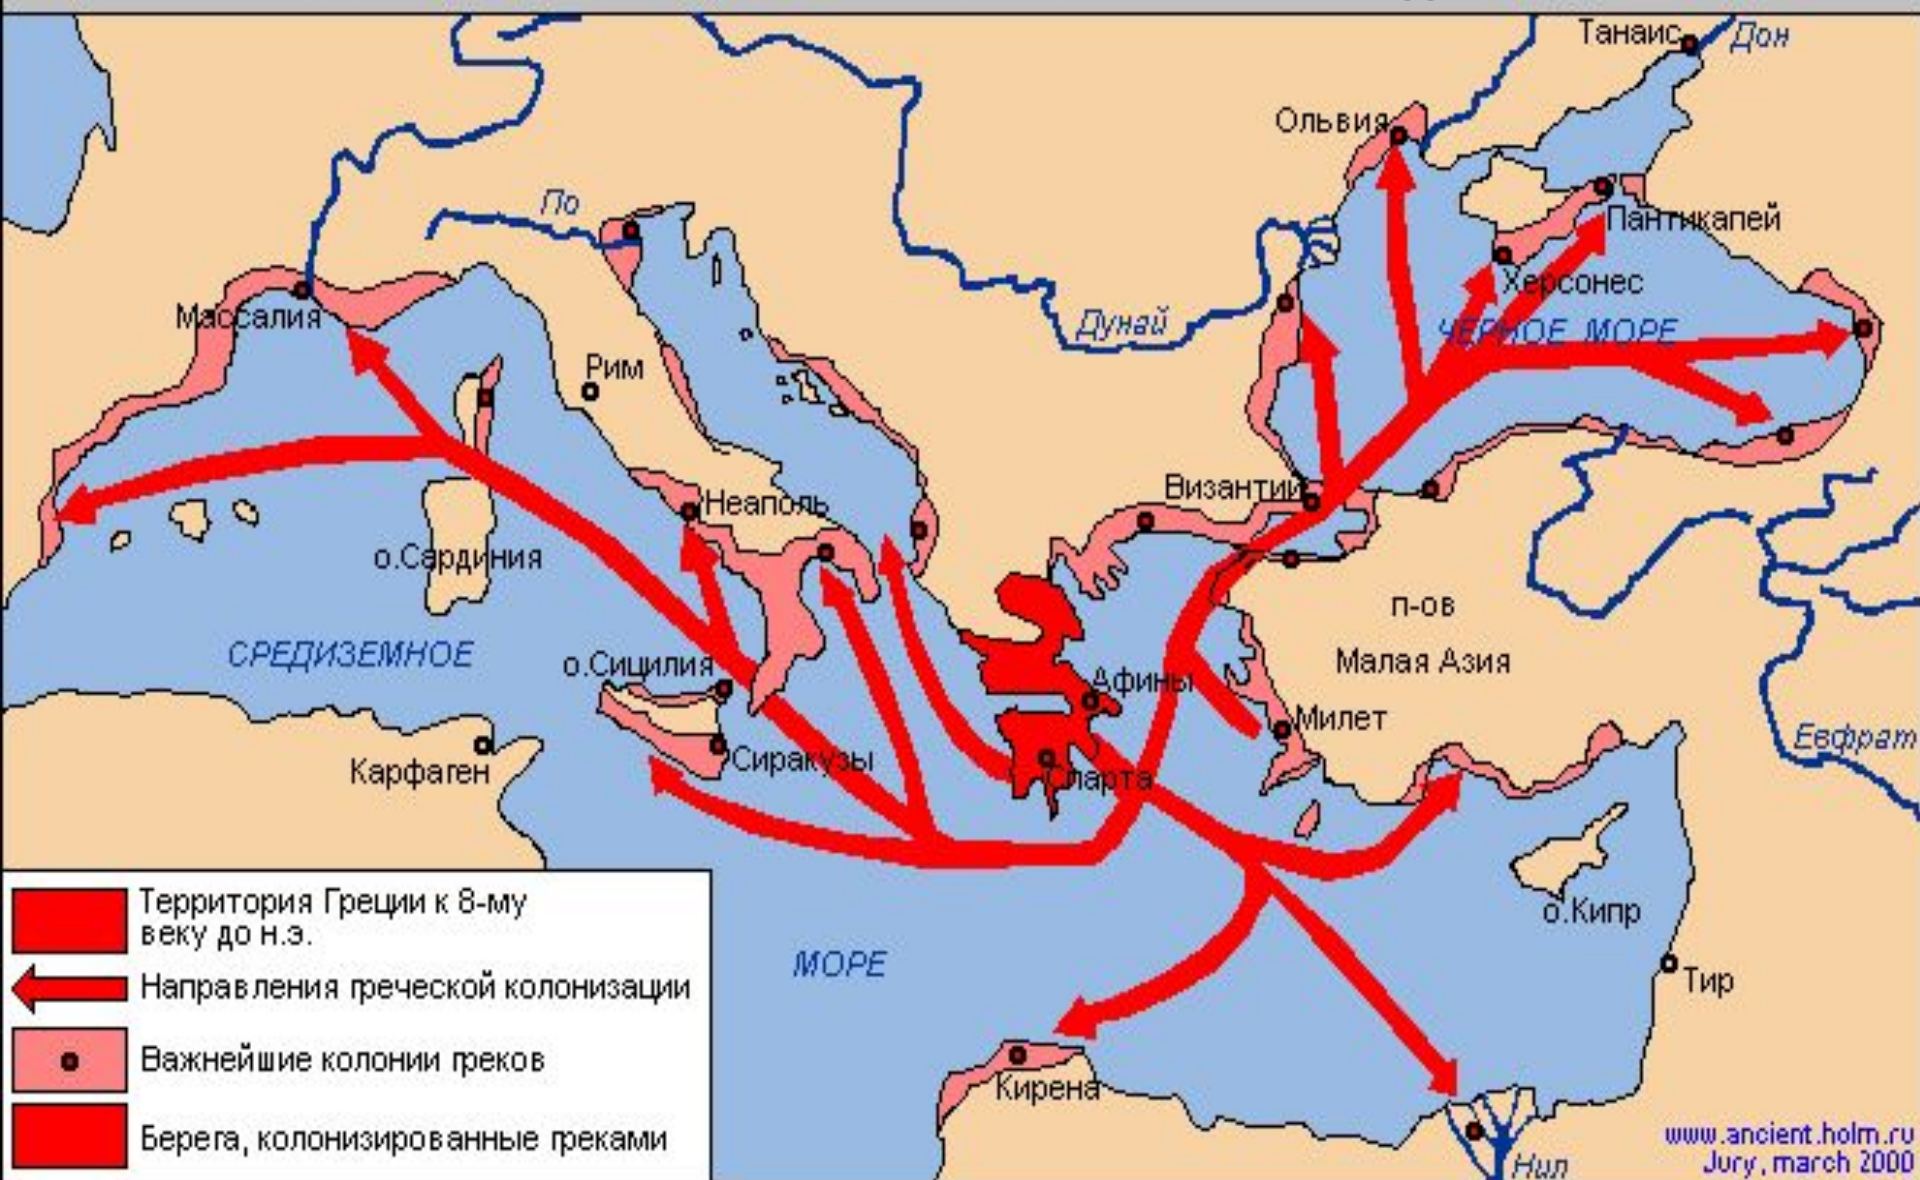 Танаис
Дон
Ольвия
По
Пантикапей
Херсонес
Массалия
Дунай
ЧЕРНОЕ МОРЕ
Рим
Византий
Неаполь
о.Сардиния
п-ов
Малая Азия
СРЕДИЗЕМНОЕ
о.Сицилия
Афины
Милет
Евфрат
Карфаген
Сиракузы
Спарта
о.Кипр
МОРЕ
Тир
Кирена
Нил
Территория Греции к 8-му
веку до н.э.
Направления греческой колонизации
Важнейшие колонии греков
Берега, колонизированные греками
www.ancient.holm.ru
Jury, march 2000